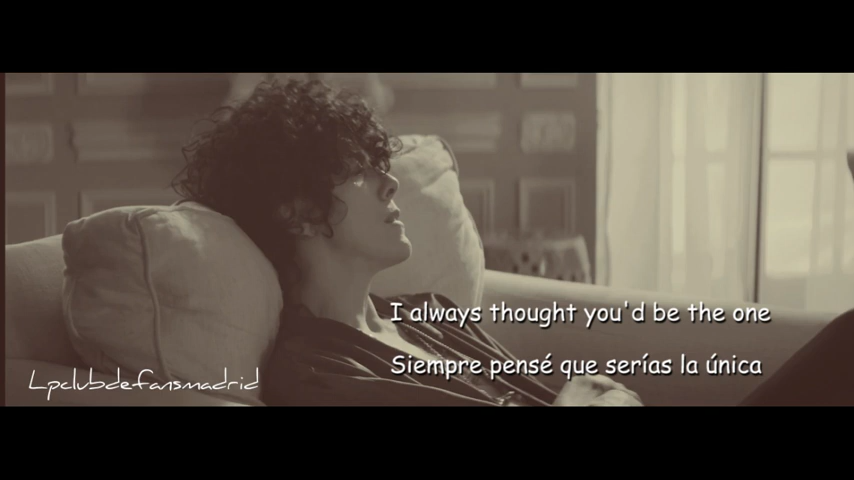 I always thought you'd be the one
Siempre pensé que serías la única
Lpclubdefansmadrid